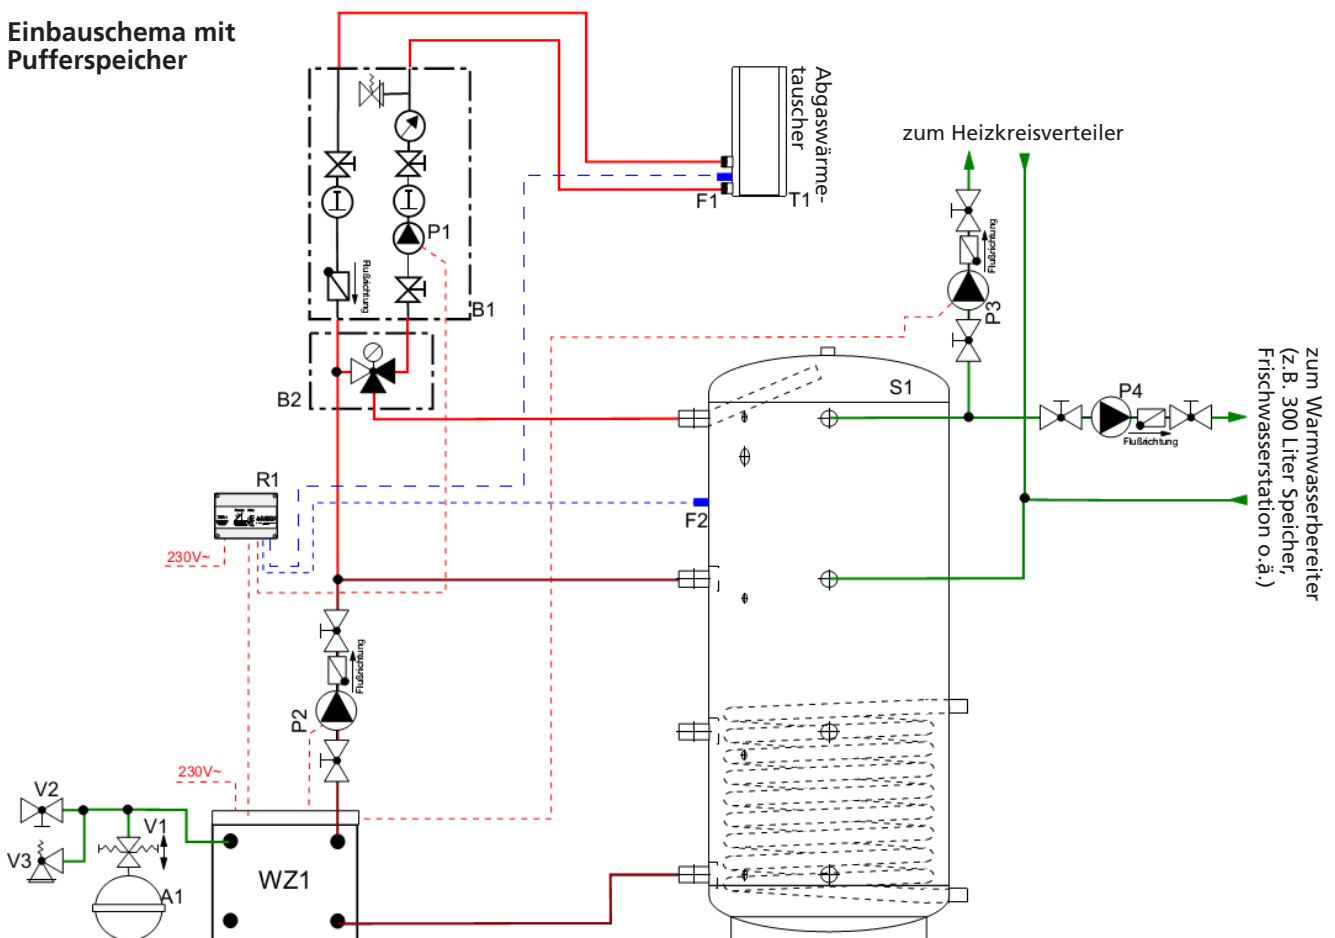 Einbauschema mit
Pufferspeicher
Abgaswärme-
tauscher
zum Heizkreisverteiler
F1
T1
P1
Flußrichtung
B1
Flußrichtung
P3
B2
S1
P4
Flußrichtung
zum Warmwasserbereiter
(z.B. 300 Liter Speicher,
Frischwasserstation o.ä.)
R1
F2
230V~
Flußrichtung
P2
230V~
V2
V1
V3
WZ1
A1